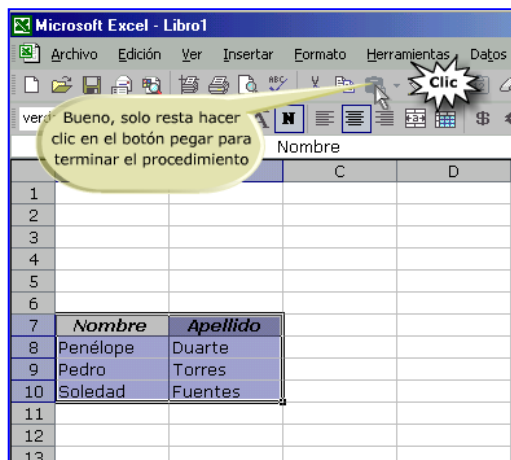 Microsoft Excel - Libro1
Archivo Edición Ver Insertar Formato Herramientas Datos
ABC
Clic
N $
Bueno, solo resta hacer
clic en el botón pegar para
terminar el procedimiento
Nombre
C D
1
2
3
4
5
6
7 Nombre Apellido
8 Penélope Duarte
9 Pedro Torres
10 Soledad Fuentes
11
12
13